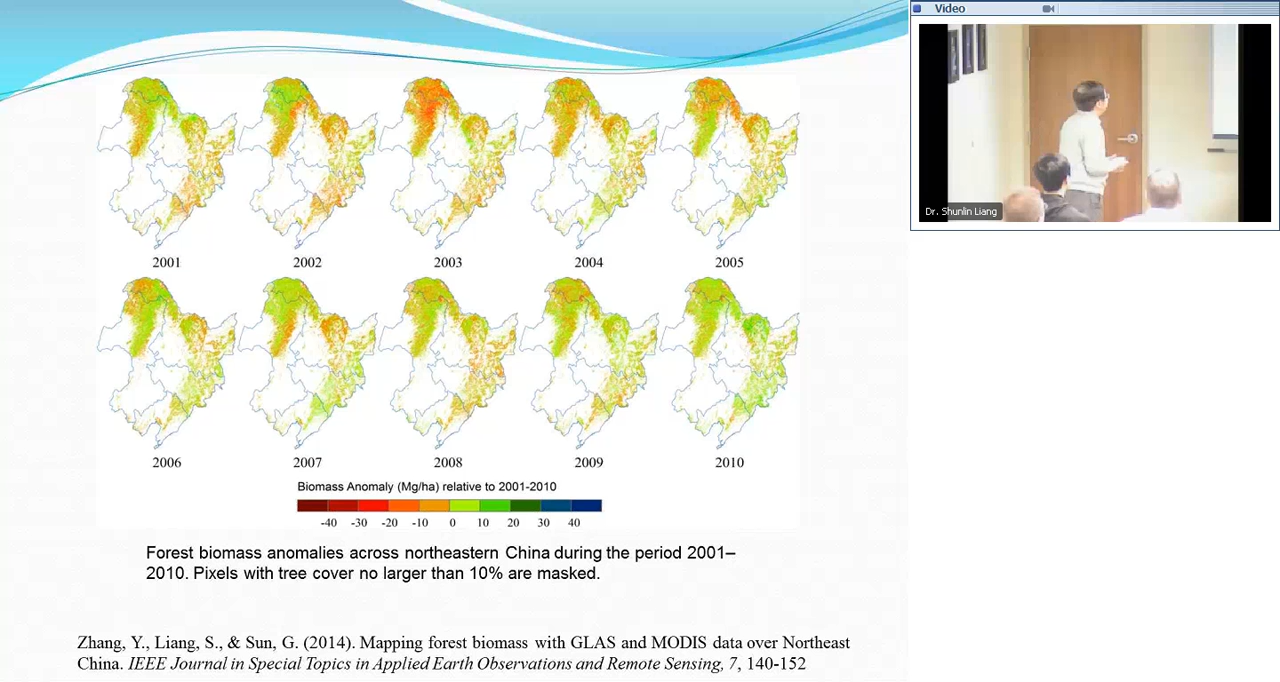 Video
Dr. Shunlin Liang
2001 2002 2003 2004 2005
2006 2007 2008 2009 2010
Biomass Anomaly (Mg/ha) relative to 2001-2010
-40 -30 -20 -10 0 10 20 30 40
Forest biomass anomalies across northeastern China during the period 2001–
2010. Pixels with tree cover no larger than 10% are masked.
Zhang, Y., Liang, S., & Sun, G. (2014). Mapping forest biomass with GLAS and MODIS data over Northeast
China. IEEE Journal in Special Topics in Applied Earth Observations and Remote Sensing, 7, 140-152